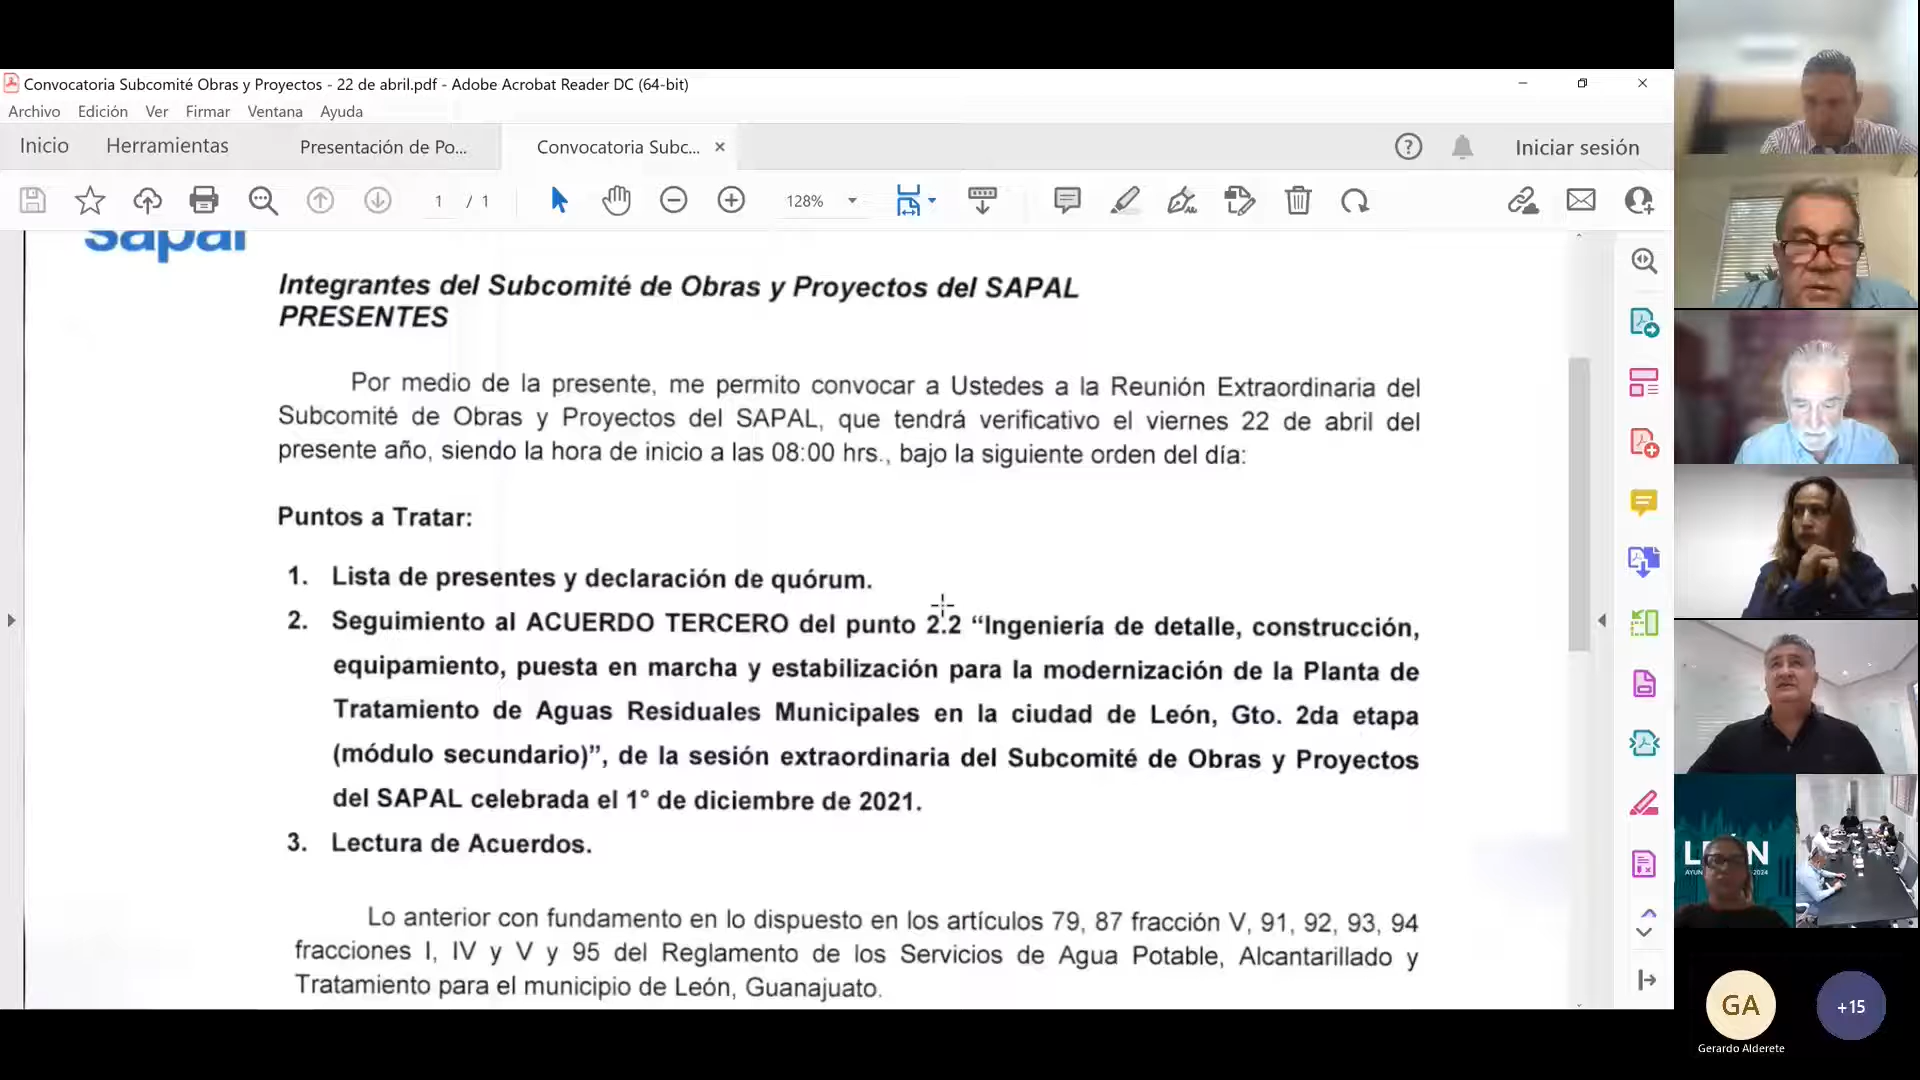 Convocatoria Subcomité Obras y Proyectos - 22 de abril.pdf - Adobe Acrobat Reader DC (64-bit)
Archivo Edición Ver Firmar Ventana Ayuda
Inicio Herramientas Presentación de Po... Convocatoria Subc... × Iniciar sesión
1 / 1 128%
sapal
Integrantes del Subcomité de Obras y Proyectos del SAPAL
PRESENTES
Por medio de la presente, me permito convocar a Ustedes a la Reunión Extraordinaria del
Subcomité de Obras y Proyectos del SAPAL, que tendrá verificativo el viernes 22 de abril del
presente año, siendo la hora de inicio a las 08:00 hrs., bajo la siguiente orden del día:
Puntos a Tratar:
1. Lista de presentes y declaración de quórum.
2. Seguimiento al ACUERDO TERCERO del punto 2.2 “Ingeniería de detalle, construcción,
equipamiento, puesta en marcha y estabilización para la modernización de la Planta de
Tratamiento de Aguas Residuales Municipales en la ciudad de León, Gto. 2da etapa
(módulo secundario)”, de la sesión extraordinaria del Subcomité de Obras y Proyectos
del SAPAL celebrada el 1° de diciembre de 2021.
3. Lectura de Acuerdos.
Lo anterior con fundamento en lo dispuesto en los artículos 79, 87 fracción V, 91, 92, 93, 94
fracciones I, IV y V y 95 del Reglamento de los Servicios de Agua Potable, Alcantarillado y
Tratamiento para el municipio de León, Guanajuato.
GA
Gerardo Alderete
+15